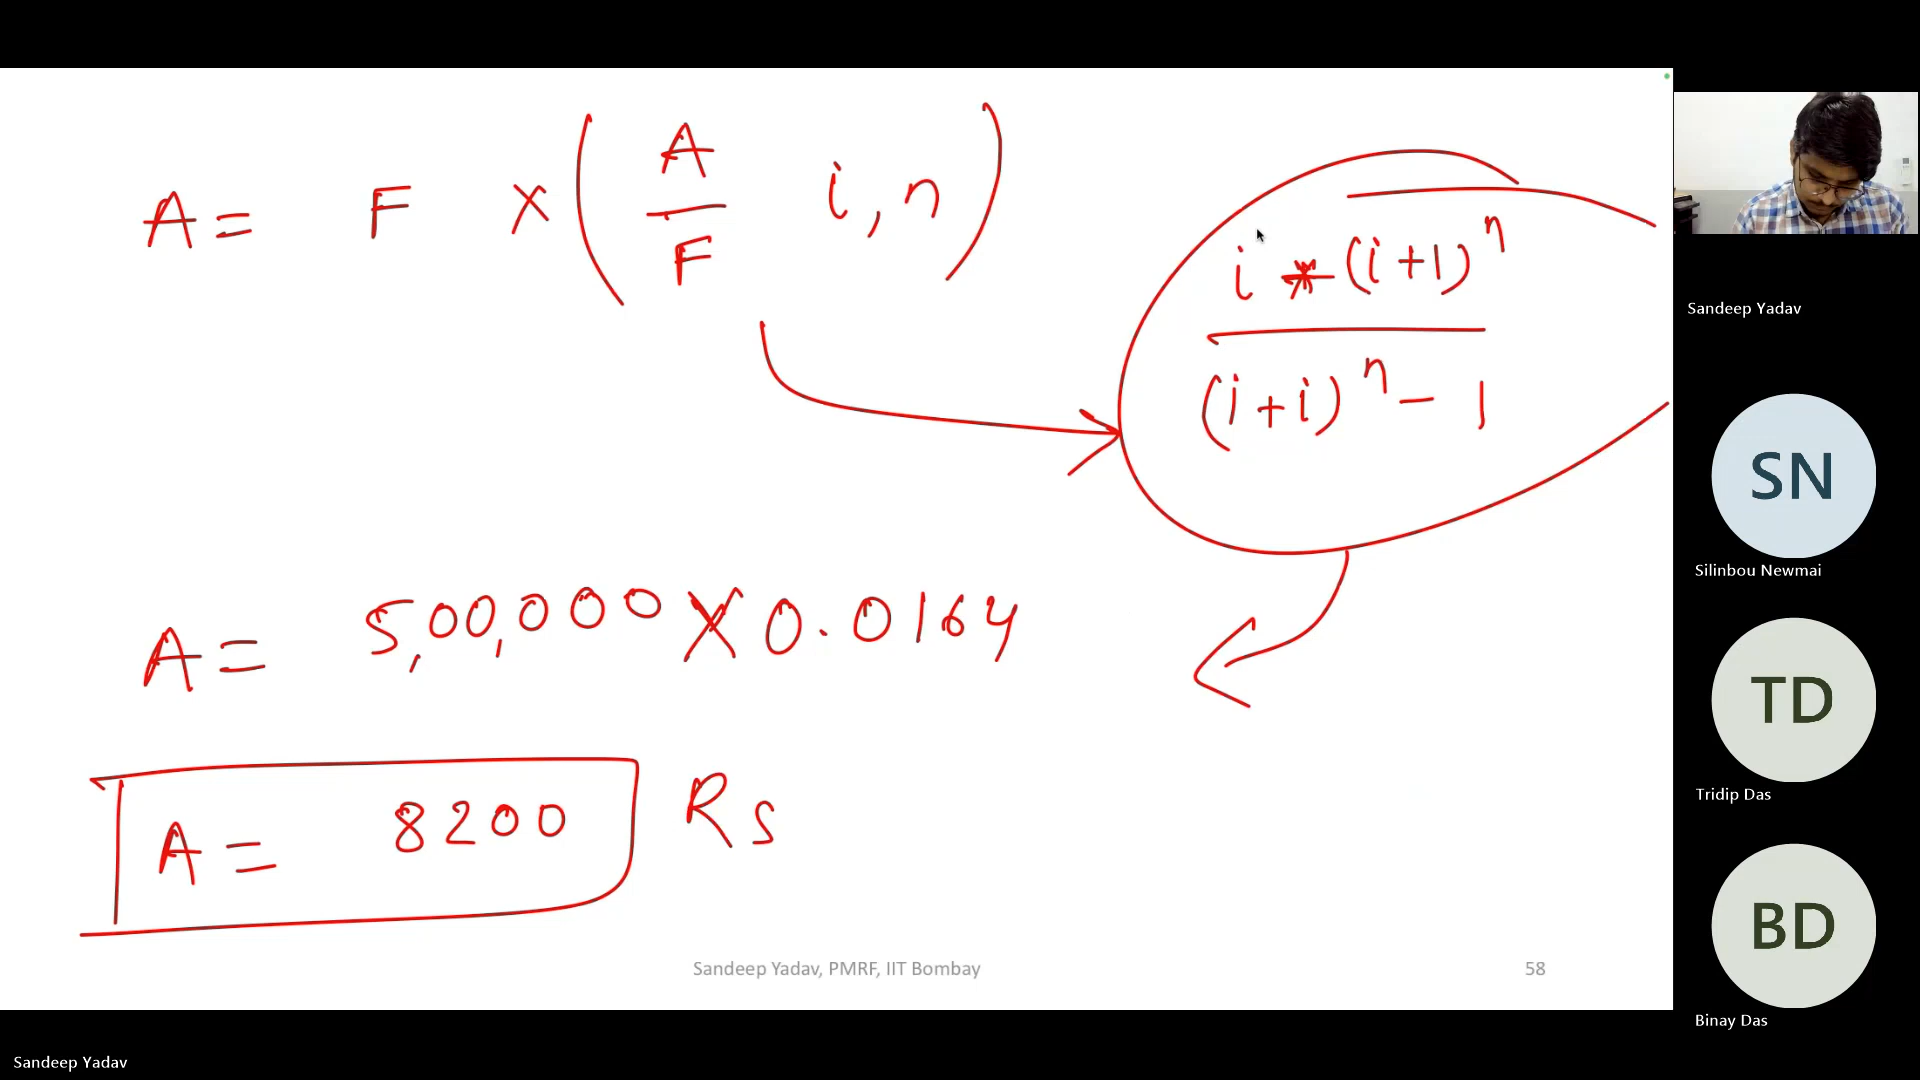 A = F X (A/F i, n)
i * (i+1)^n
(i+i)^n - 1
A = 5,00,000 X 0.0164
A = 8200 Rs
Sandeep Yadav, PMRF, IIT Bombay
58
Sandeep Yadav
SN
Silinbou Newmai
TD
Tridip Das
BD
Binay Das
Sandeep Yadav